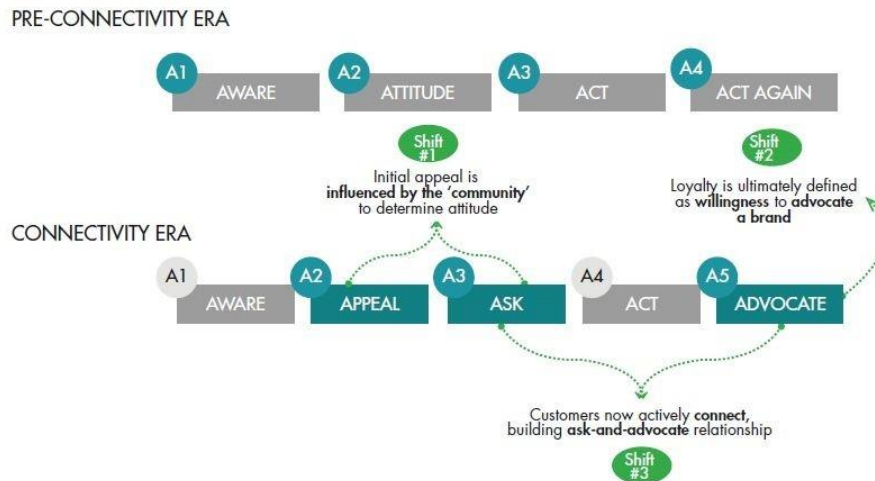 PRE-CONNECTIVITY ERA
A1
AWARE
A2
ATTITUDE
A3
ACT
A4
ACT AGAIN
Shift
#1
Initial appeal is
influenced by the ‘community’
to determine attitude
Shift
#2
Loyalty is ultimately defined
as willingness to advocate
a brand
CONNECTIVITY ERA
A1
AWARE
A2
APPEAL
A3
ASK
A4
ACT
A5
ADVOCATE
Customers now actively connect,
building ask-and-advocate relationship
Shift
#3